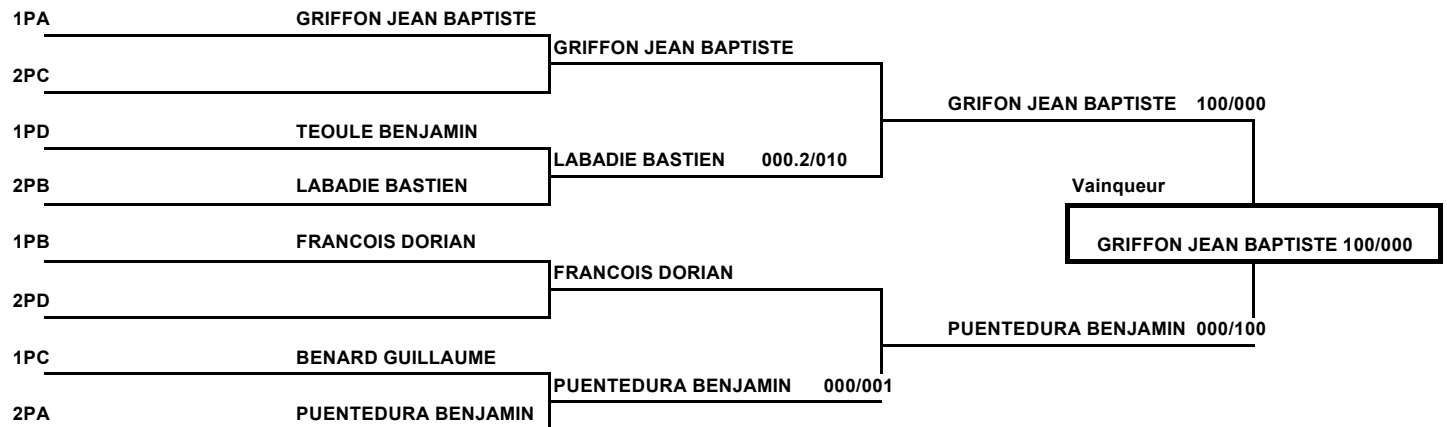 1PA GRIFFON JEAN BAPTISTE
GRIFFON JEAN BAPTISTE
2PC
GRIFON JEAN BAPTISTE 100/000
1PD TEOULE BENJAMIN
LABADIE BASTIEN 000.2/010
2PB LABADIE BASTIEN
Vainqueur
1PB FRANCOIS DORIAN
GRIFFON JEAN BAPTISTE 100/000
FRANCOIS DORIAN
2PD
PUENTEDURA BENJAMIN 000/100
1PC BENARD GUILLAUME
PUENTEDURA BENJAMIN 000/001
2PA PUENTEDURA BENJAMIN